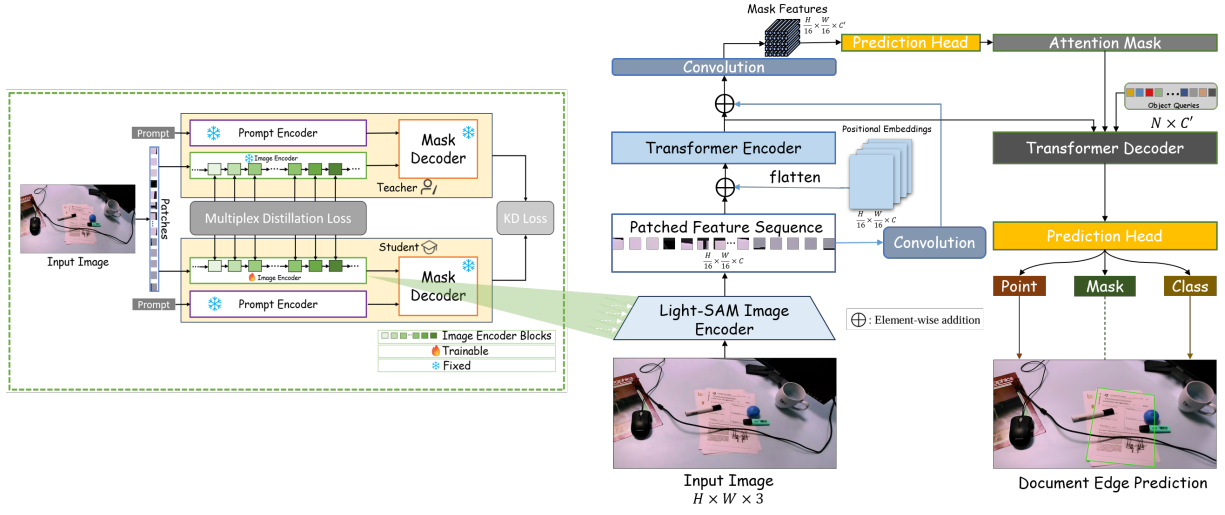 Prompt
Prompt Encoder
Image Encoder
Mask
Decoder
Teacher
Patches
Input Image
Multiplex Distillation Loss
KD Loss
Student
Image Encoder
Mask
Decoder
Prompt
Prompt Encoder
Image Encoder Blocks
Trainable
Fixed
Mask Features
H/16 × W/16 × C′
Prediction Head
Attention Mask
Convolution
Object Queries
N × C′
Positional Embeddings
Transformer Encoder
Transformer Decoder
flatten
H/16 × W/16 × C
Patched Feature Sequence
H/16 × W/16 × C
Convolution
Prediction Head
Point
Mask
Class
Light-SAM Image
Encoder
: Element-wise addition
Input Image
H × W × 3
Document Edge Prediction